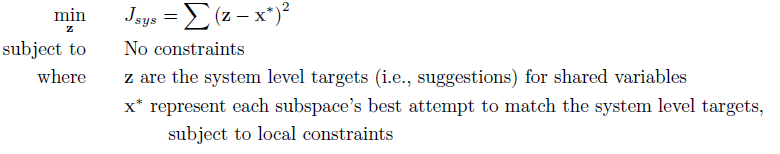 min z J_sys = ∑ (z − x*)²
subject to No constraints
where z are the system level targets (i.e., suggestions) for shared variables
x* represent each subspace's best attempt to match the system level targets,
subject to local constraints